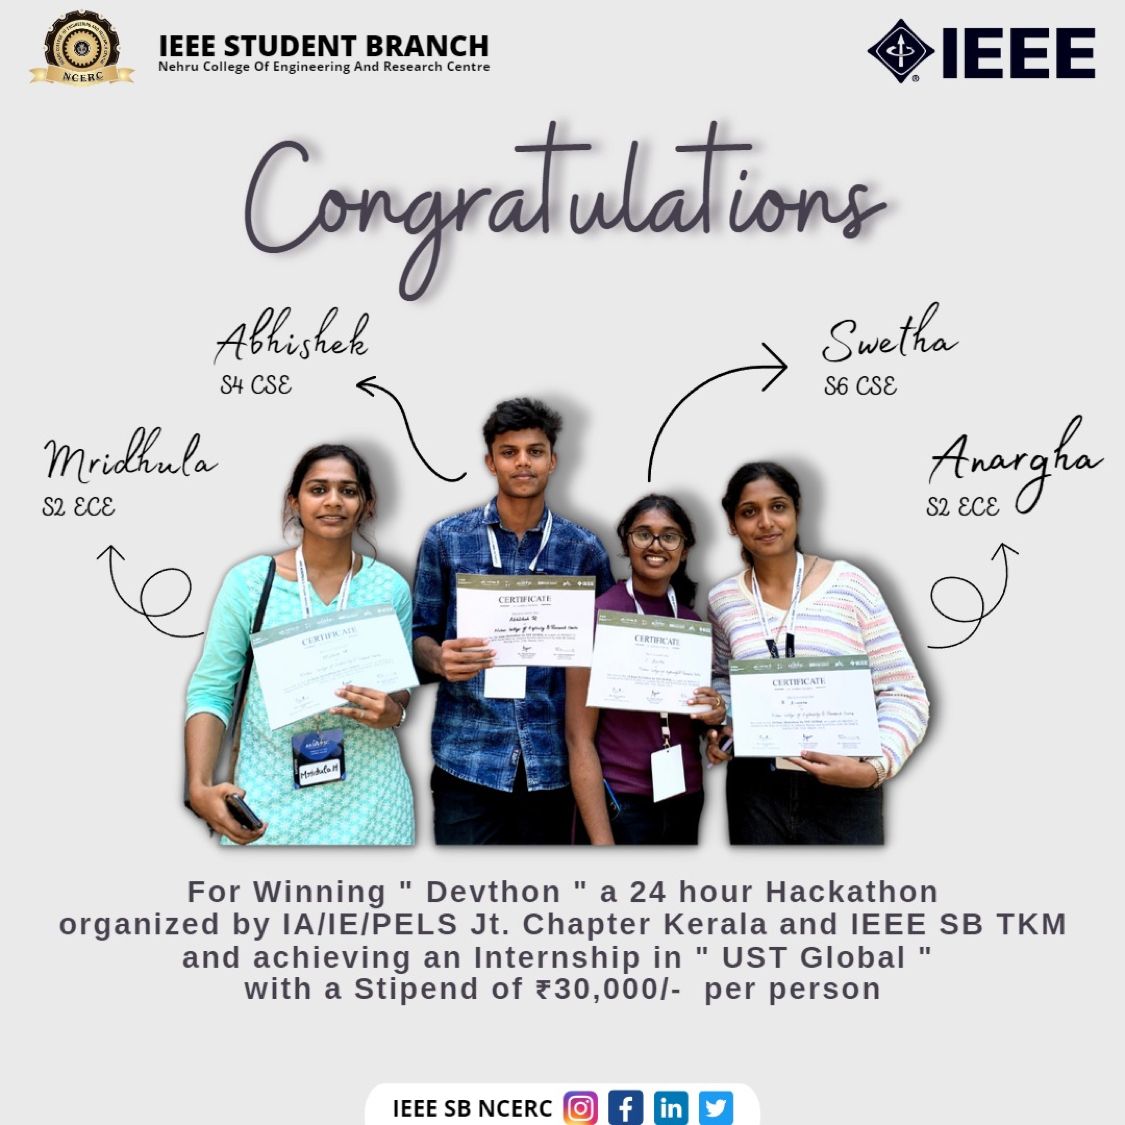 NCERC
IEEE STUDENT BRANCH
Nehru College Of Engineering And Research Centre
IEEE
Congratulations
Abhishek
S4 CSE
Swetha
S6 CSE
Mridhula
S2 ECE
Anargha
S2 ECE
CERTIFICATE
CERTIFICATE
CERTIFICATE
CERTIFICATE
Mridhula M
For Winning " Devthon " a 24 hour Hackathon
organized by IA/IE/PELS Jt. Chapter Kerala and IEEE SB TKM
and achieving an Internship in " UST Global "
with a Stipend of ₹30,000/-  per person
IEEE SB NCERC